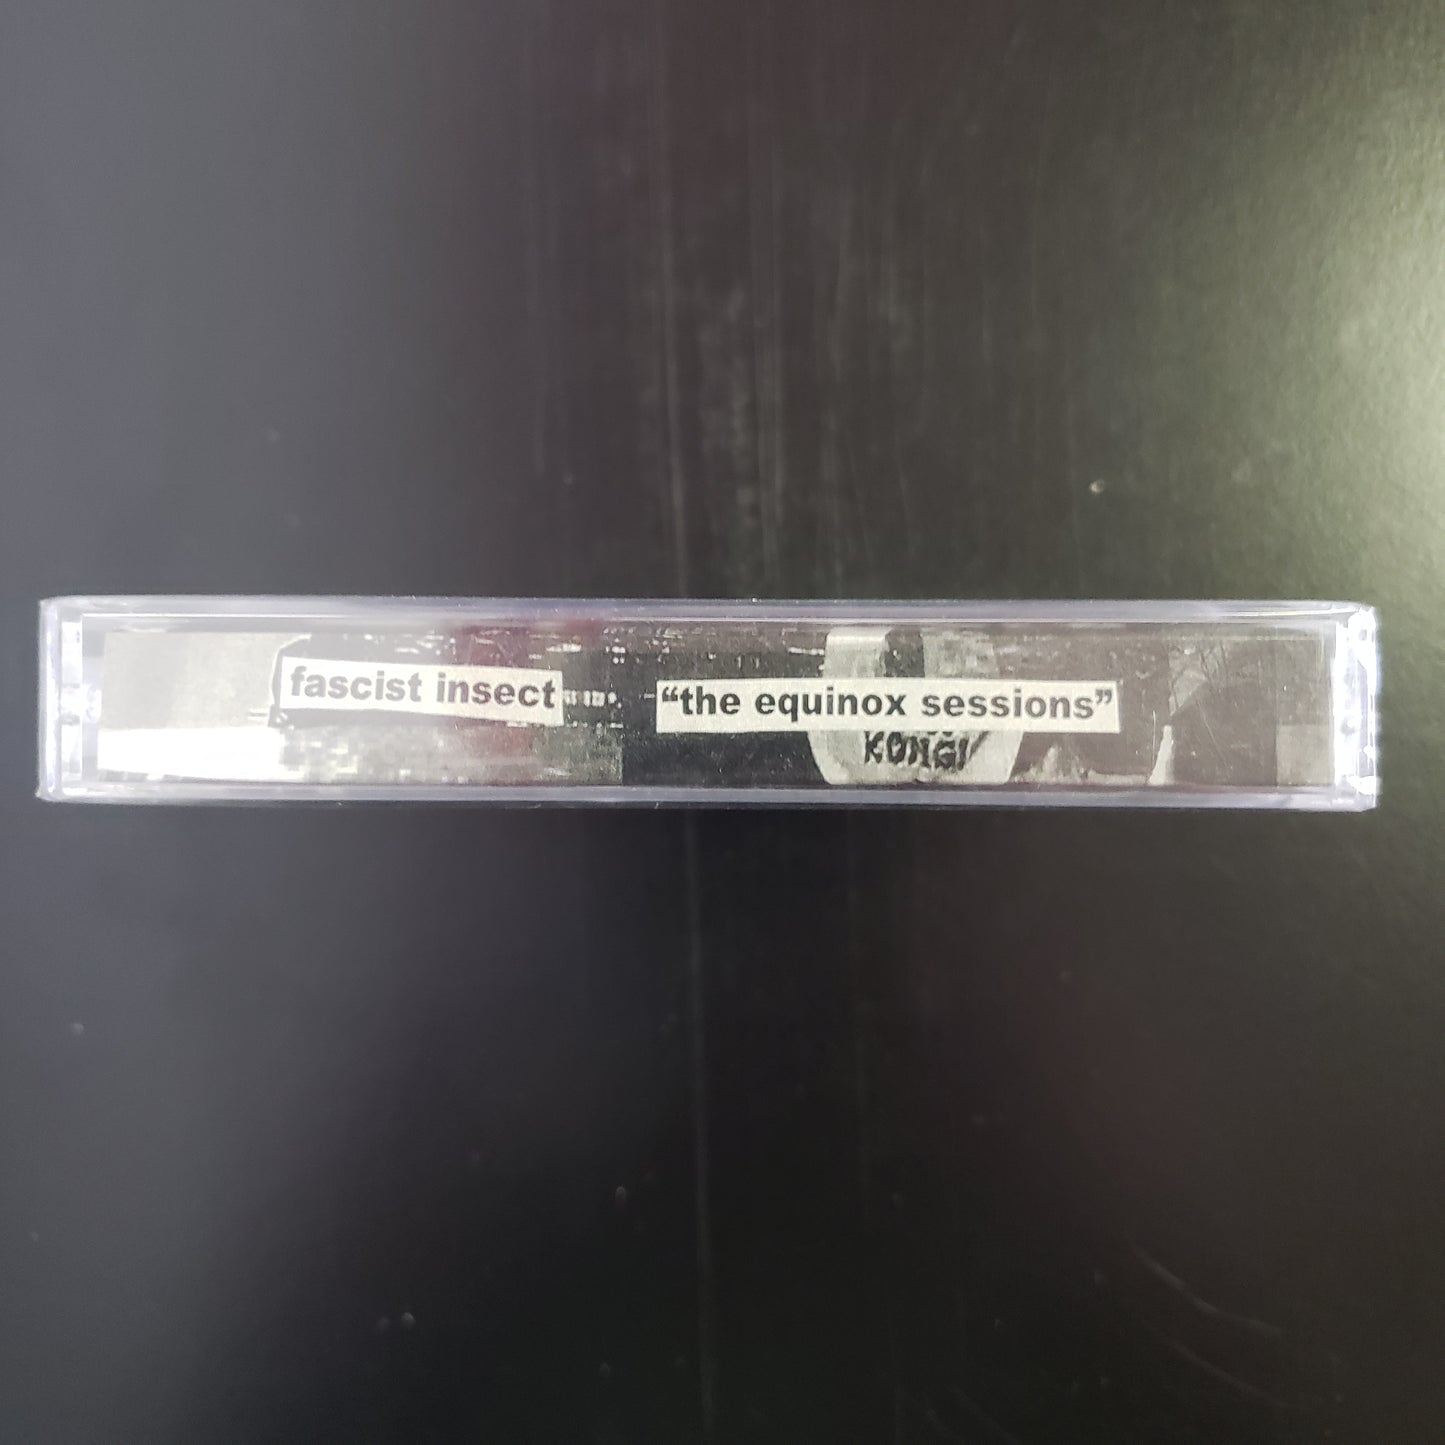 fascist insect
“the equinox sessions”